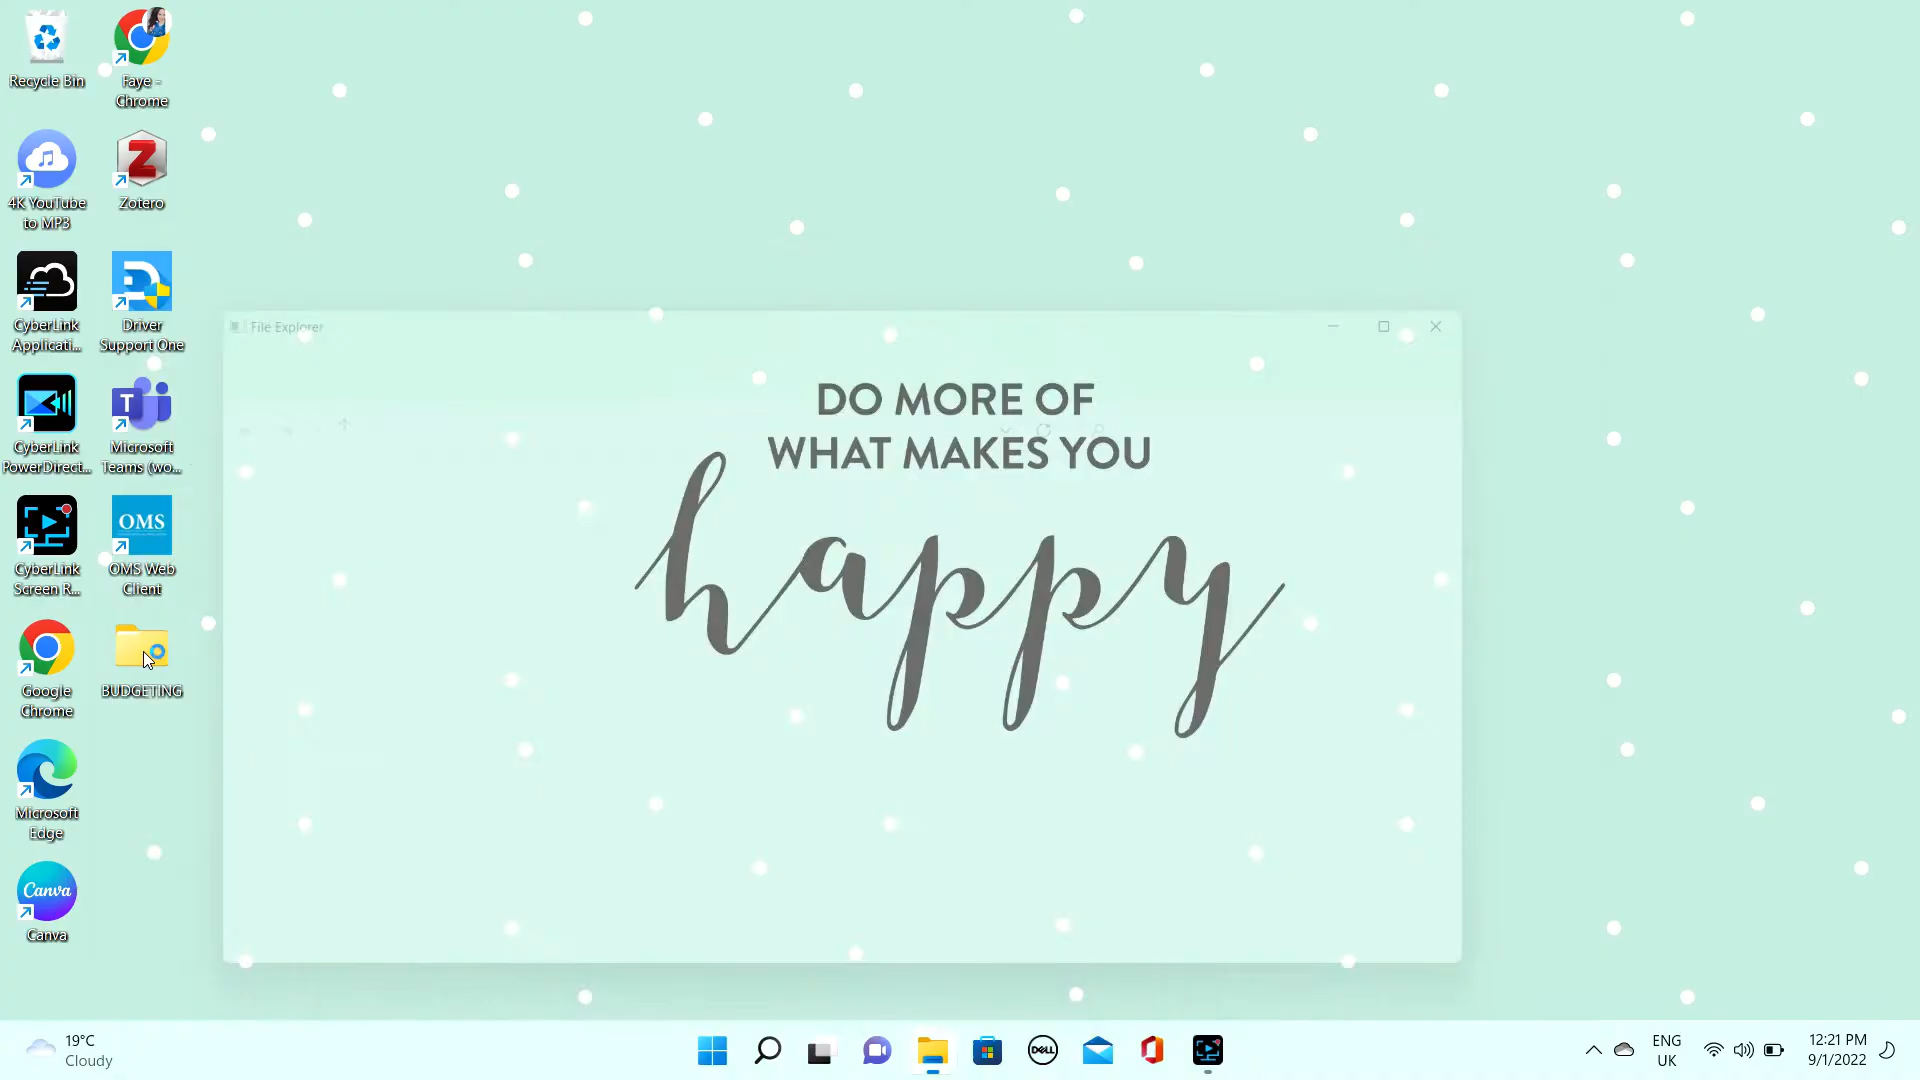 Recycle Bin
Faye -
Chrome
4K YouTube
to MP3
Zotero
CyberLink
Applicati...
Driver
Support One
CyberLink
PowerDirect...
Microsoft
Teams (wo...
CyberLink
Screen R...
OMS
OMS Web
Client
Google
Chrome
BUDGETING
Microsoft
Edge
Canva
Canva
File Explorer
DO MORE OF
WHAT MAKES YOU
happy
19°C
Cloudy
DELL
ENG
UK
12:21 PM
9/1/2022